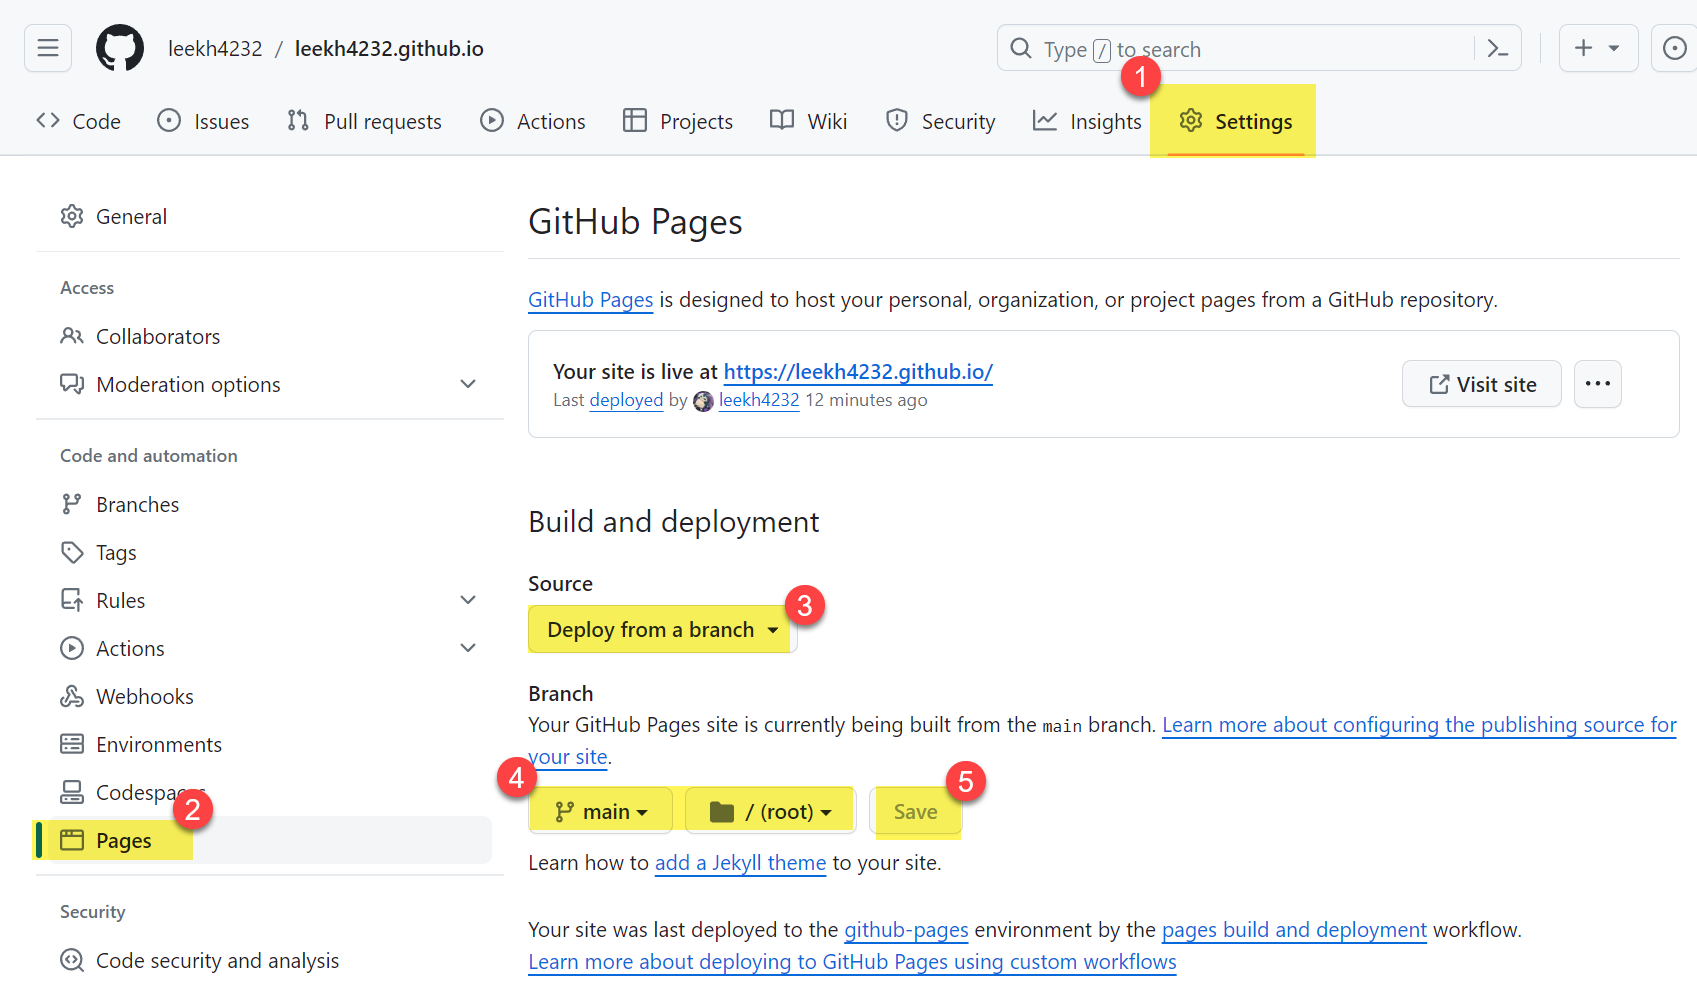 leekh4232 / leekh4232.github.io
Type / to search
1
Code Issues Pull requests Actions Projects Wiki Security Insights Settings
General
Access
Collaborators
Moderation options
Code and automation
Branches
Tags
Rules
Actions
Webhooks
Environments
Codespaces
2
Pages
Security
Code security and analysis
GitHub Pages
GitHub Pages is designed to host your personal, organization, or project pages from a GitHub repository.
Your site is live at https://leekh4232.github.io/
Last deployed by leekh4232 12 minutes ago
Visit site
Build and deployment
Source
3
Deploy from a branch
Branch
Your GitHub Pages site is currently being built from the main branch. Learn more about configuring the publishing source for
your site.
4
5
main / (root) Save
Learn how to add a Jekyll theme to your site.
Your site was last deployed to the github-pages environment by the pages build and deployment workflow.
Learn more about deploying to GitHub Pages using custom workflows